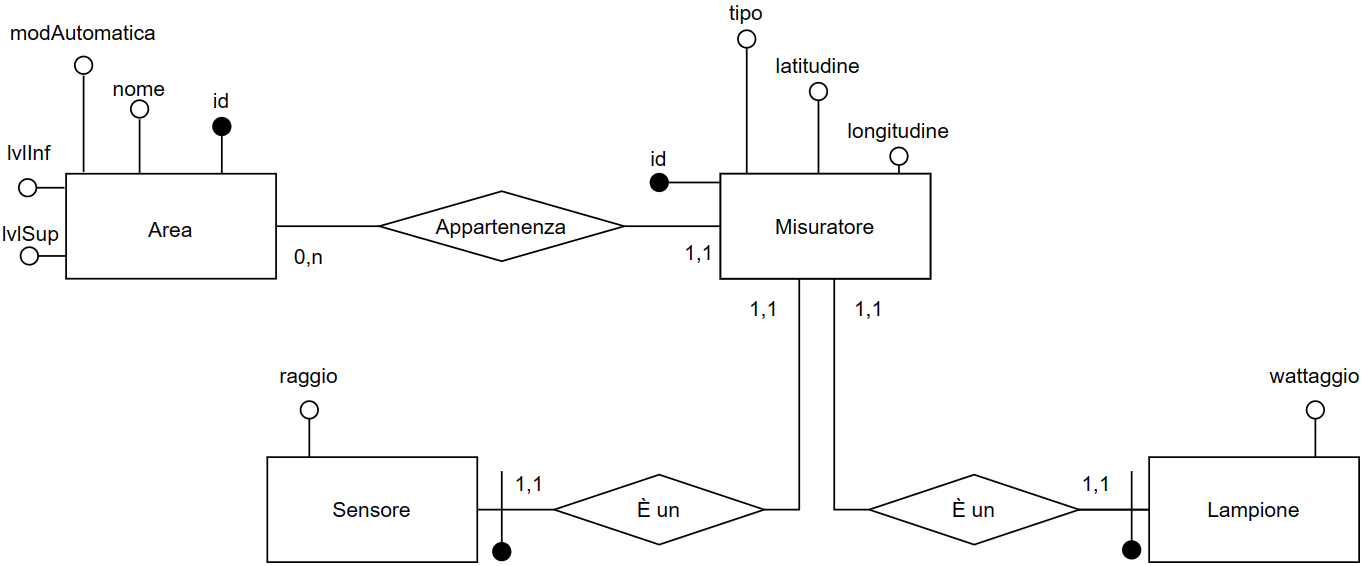 tipo
modAutomatica
latitudine
nome
id
longitudine
lvlInf
id
Area
Appartenenza
Misuratore
lvlSup
0,n
1,1
1,1
1,1
raggio
wattaggio
1,1
1,1
Sensore
È un
È un
Lampione